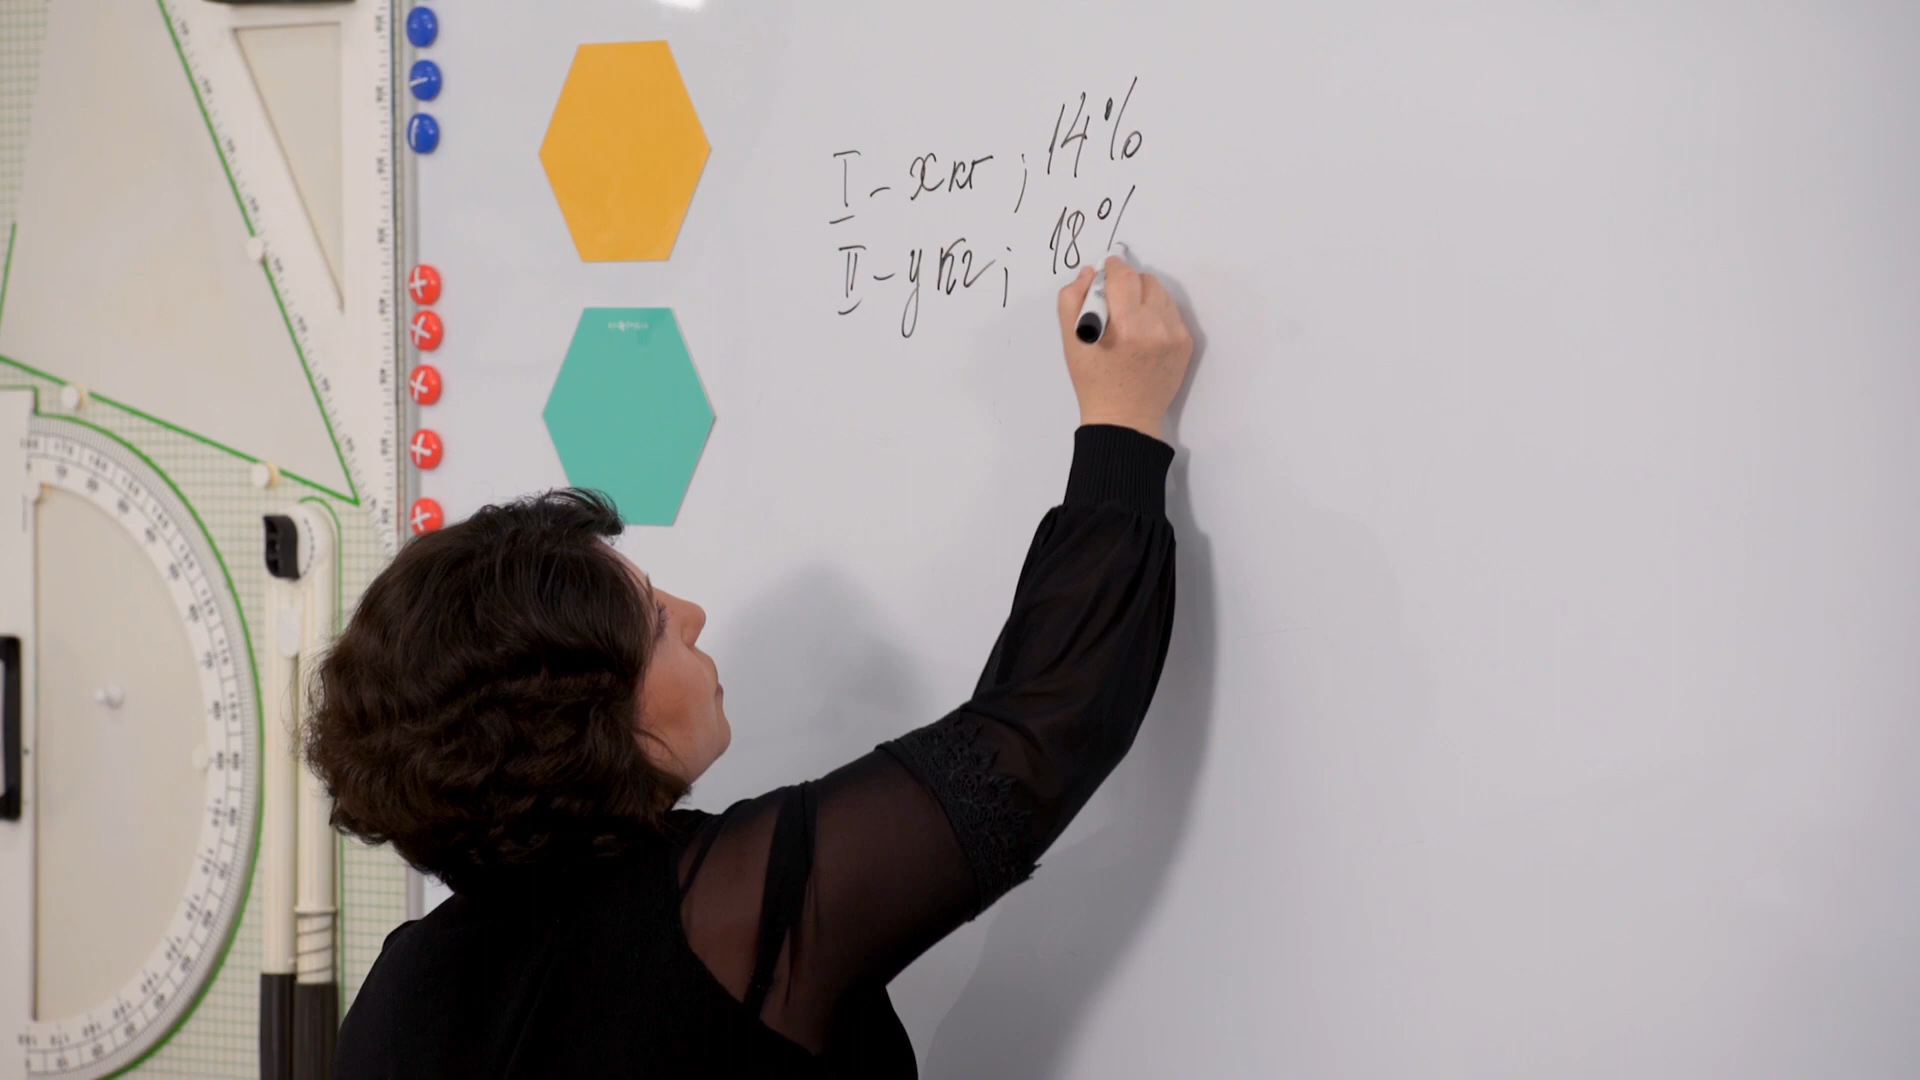 I - x кг ; 14%
II - y кг ; 18%